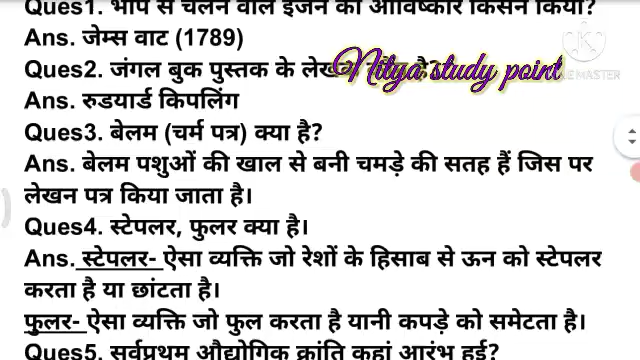 Ques1. भाप से चलने वाले इंजन का आविष्कार किसने किया?
Ans. जेम्स वाट (1789)
Ques2. जंगल बुक पुस्तक के लेखक है?
Nitya study point
Ans. रुडयार्ड किपलिंग
Ques3. बेलम (चर्म पत्र) क्या है?
Ans. बेलम पशुओं की खाल से बनी चमड़े की सतह हैं जिस पर
लेखन पत्र किया जाता है।
Ques4. स्टेपलर, फुलर क्या है।
Ans. स्टेपलर- ऐसा व्यक्ति जो रेशों के हिसाब से ऊन को स्टेपलर
करता है या छांटता है।
फुलर- ऐसा व्यक्ति जो फुल करता है यानी कपड़े को समेटता है।
Ques5. सर्वप्रथम औद्योगिक क्रांति कहां आरंभ हुई?